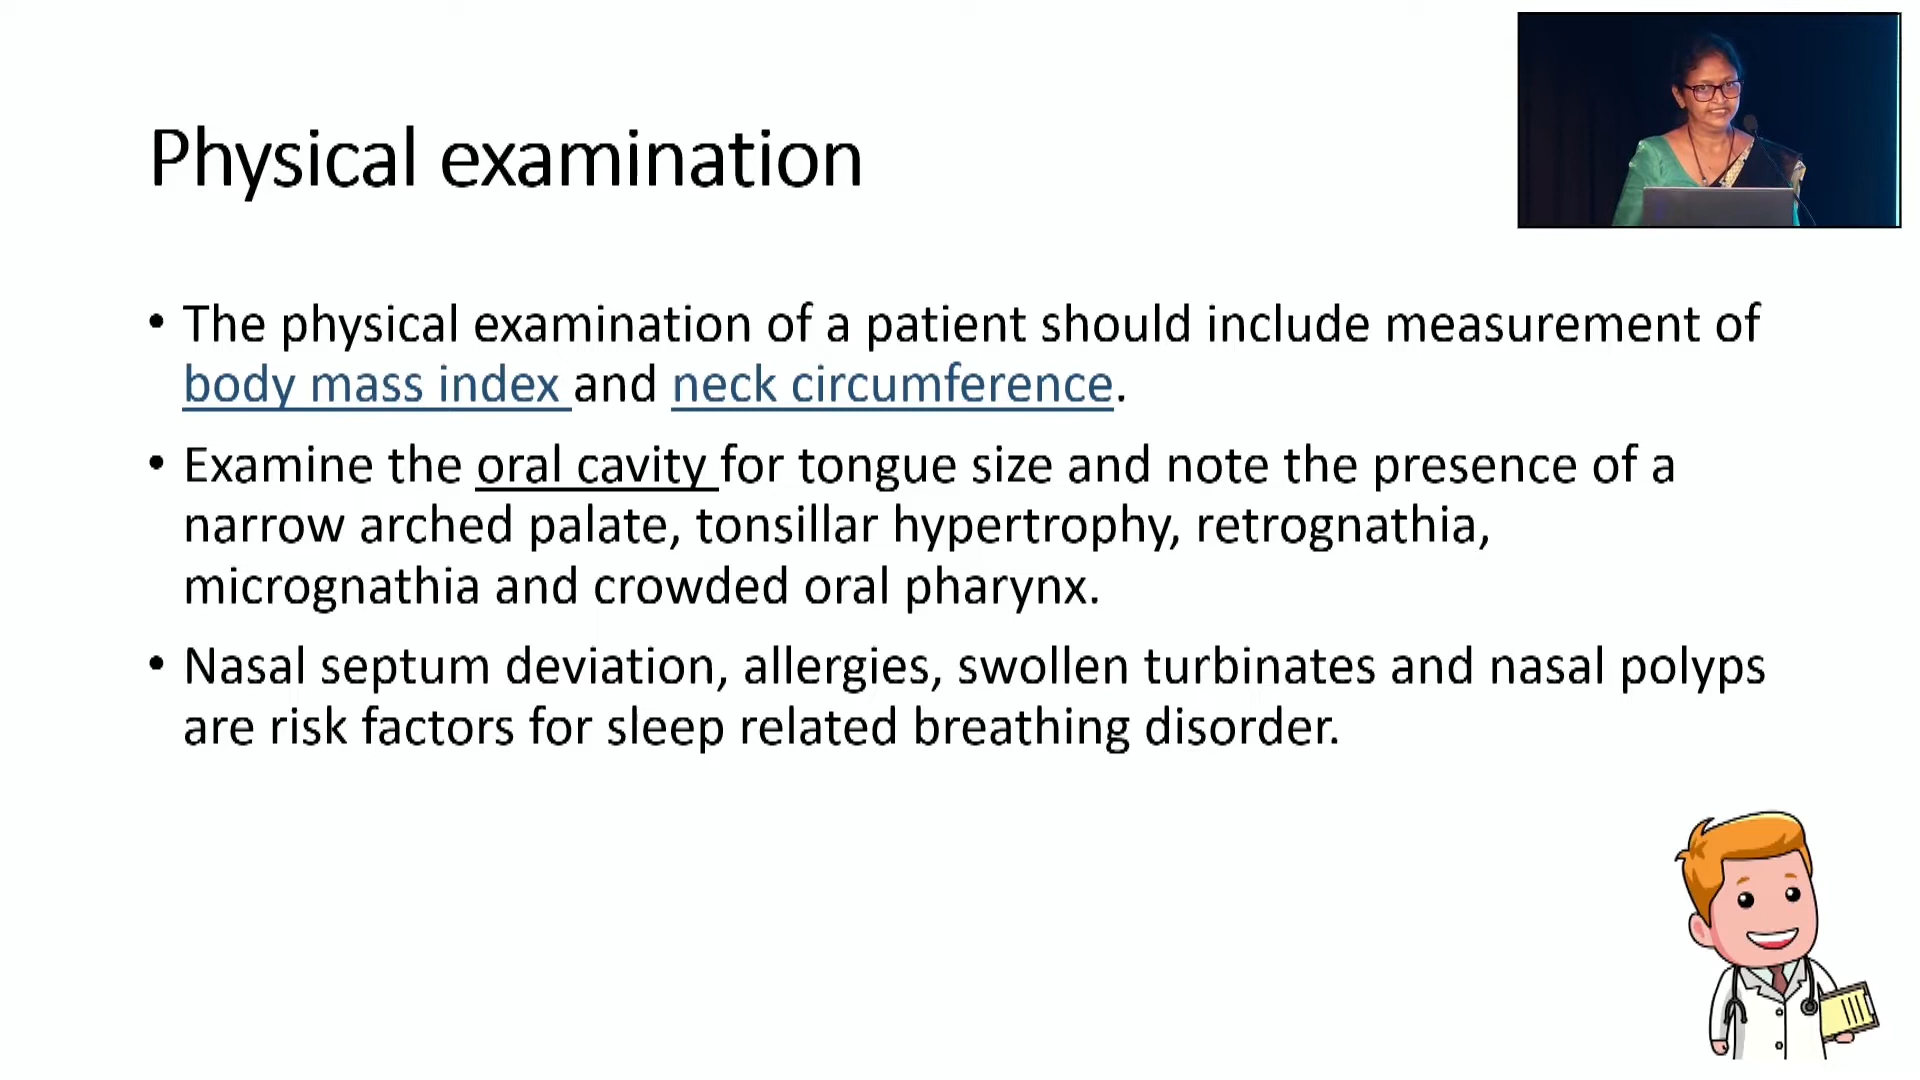 Physical examination
• The physical examination of a patient should include measurement of
body mass index and neck circumference.
• Examine the oral cavity for tongue size and note the presence of a
narrow arched palate, tonsillar hypertrophy, retrognathia,
micrognathia and crowded oral pharynx.
• Nasal septum deviation, allergies, swollen turbinates and nasal polyps
are risk factors for sleep related breathing disorder.